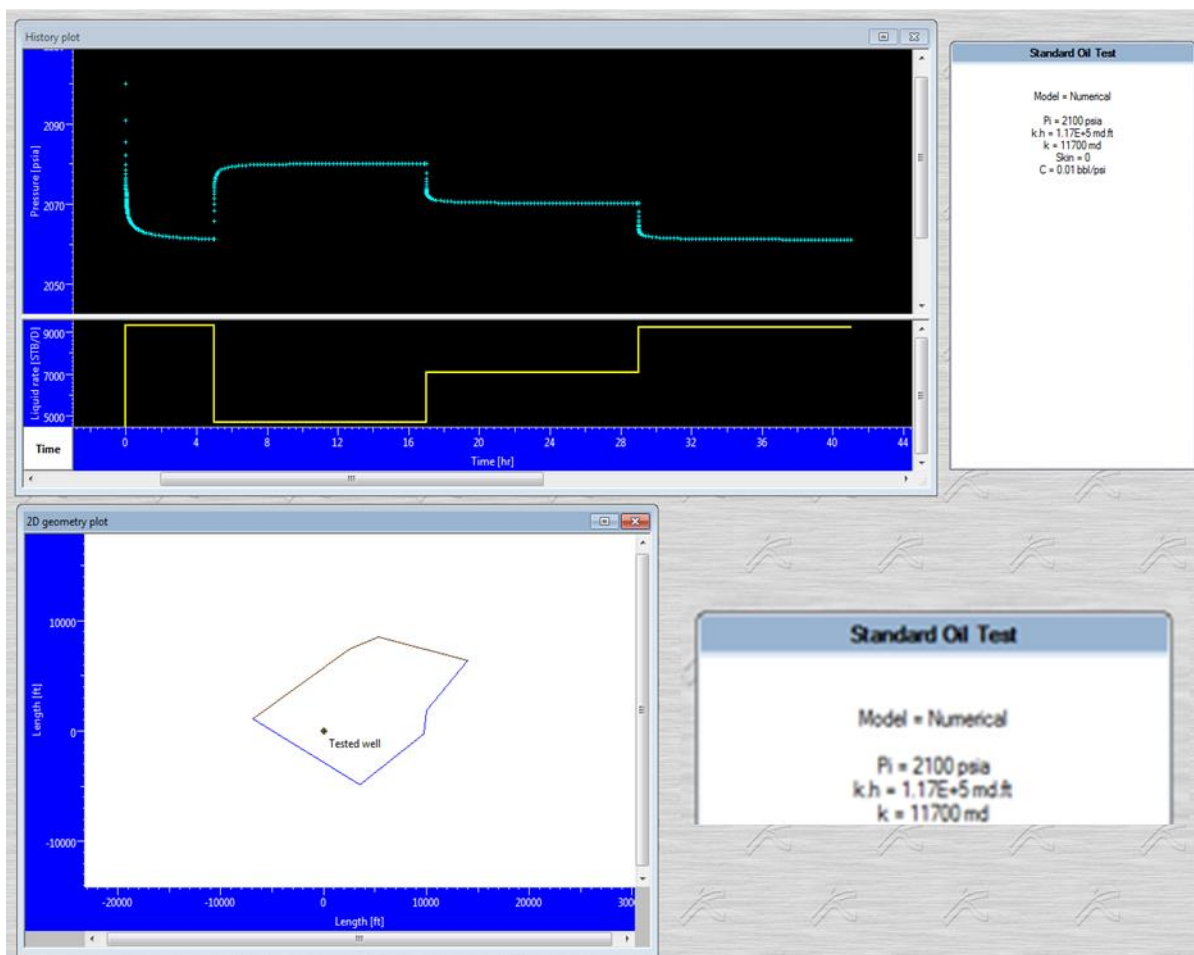 History plot
Pressure [psia]
2090
2070
2050
Liquid rate [STB/D]
9000
7000
5000
Time
0 4 8 12 16 20 24 28 32 36 40 44
Time [hr]
Standard Oil Test
Model = Numerical
Pi = 2100 psia
k.h = 1.17E+5 md.ft
k = 11700 md
Skin = 0
C = 0.01 bbl/psi
2D geometry plot
Length [ft]
10000
0
-10000
Tested well
-20000 -10000 0 10000 20000
Length [ft]
Standard Oil Test
Model = Numerical
Pi = 2100 psia
k.h = 1.17E+5 md.ft
k = 11700 md